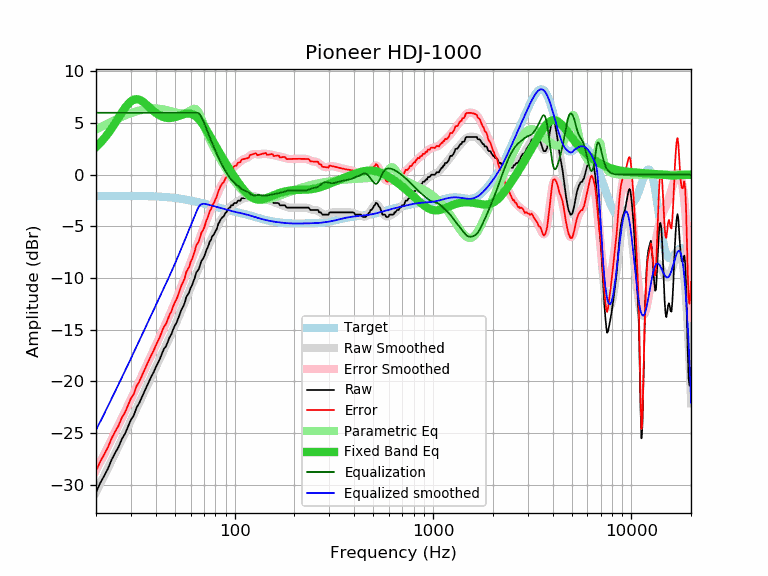 Pioneer HDJ-1000
10
5
0
−5
−10
−15
−20
−25
−30
Amplitude (dBr)
Target
Raw Smoothed
Error Smoothed
Raw
Error
Parametric Eq
Fixed Band Eq
Equalization
Equalized smoothed
100 1000 10000
Frequency (Hz)